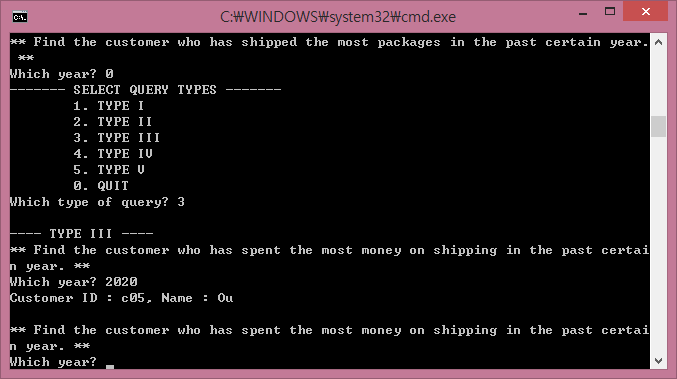 C:₩WINDOWS₩system32₩cmd.exe
** Find the customer who has shipped the most packages in the past certain year.
**
Which year? 0
------- SELECT QUERY TYPES -------
1. TYPE I
2. TYPE II
3. TYPE III
4. TYPE IV
5. TYPE V
0. QUIT
Which type of query? 3
---- TYPE III ----
** Find the customer who has spent the most money on shipping in the past certai
n year. **
Which year? 2020
Customer ID : c05, Name : Ou
** Find the customer who has spent the most money on shipping in the past certai
n year. **
Which year?